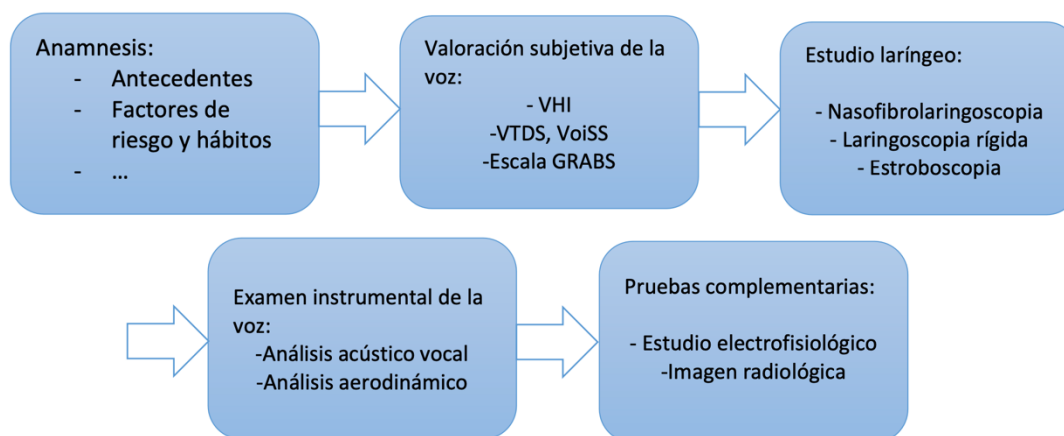 Anamnesis:
- Antecedentes
- Factores de
riesgo y hábitos
- ...
Valoración subjetiva de la
voz:
- VHI
-VTDS, VoiSS
-Escala GRABS
Estudio laríngeo:
-Nasofibrolaringoscopia
- Laringoscopia rígida
- Estroboscopia
Examen instrumental de la
voz:
-Análisis acústico vocal
-Análisis aerodinámico
Pruebas complementarias:
- Estudio electrofisiológico
-Imagen radiológica